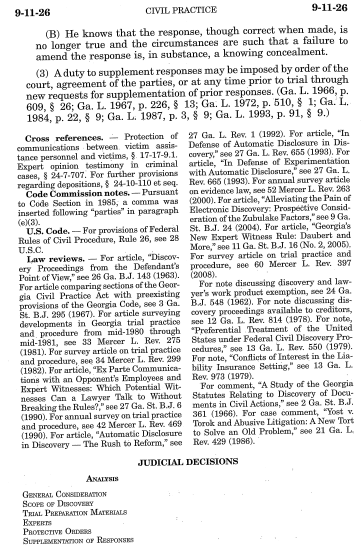 9-11-26
CIVIL PRACTICE
9-11-26
(B) He knows that the response, though correct when made, is
no longer true and the circumstances are such that a failure to
amend the response is, in substance, a knowing concealment.
(3) A duty to supplement responses may be imposed by order of the
court, agreement of the parties, or at any time prior to trial through
new requests for supplementation of prior responses. (Ga. L. 1966, p.
609, § 26; Ga. L. 1967, p. 226, § 13; Ga. L. 1972, p. 510, § 1; Ga. L.
1984, p. 22, § 9; Ga. L. 1987, p. 3, § 9; Ga. L. 1993, p. 91, § 9.)
Cross references. — Protection of
communications between victim assis-
tance personnel and victims, § 17-17-9.1.
Expert opinion testimony in criminal
cases, § 24-7-707. For further provisions
regarding depositions, § 24-10-110 et seq.
Code Commission notes. — Pursuant
to Code Section in 1985, a comma was
inserted following "parties" in paragraph
(e)(3).
U.S. Code. — For provisions of Federal
Rules of Civil Procedure, Rule 26, see 28
U.S.C.
Law reviews. — For article, "Discov-
ery Proceedings from the Defendant's
Point of View," see 26 Ga. B.J. 143 (1963).
For article comparing sections of the Geor-
gia Civil Practice Act with preexisting
provisions of the Georgia Code, see 3 Ga.
St. B.J. 295 (1967). For article surveying
developments in Georgia trial practice
and procedure from mid-1980 through
mid-1981, see 33 Mercer L. Rev. 275
(1981). For survey article on trial practice
and procedure, see 34 Mercer L. Rev. 299
(1982). For article, "Ex Parte Communica-
tions with an Opponent's Employees and
Expert Witnesses: Which Potential Wit-
nesses Can a Lawyer Talk to Without
Breaking the Rules?," see 27 Ga. St. B.J. 6
(1990). For annual survey on trial practice
and procedure, see 42 Mercer L. Rev. 469
(1990). For article, "Automatic Disclosure
in Discovery — The Rush to Reform," see
27 Ga. L. Rev. 1 (1992). For article, "In
Defense of Automatic Disclosure in Dis-
covery," see 27 Ga. L. Rev. 655 (1993). For
article, "In Defense of Experimentation
with Automatic Disclosure," see 27 Ga. L.
Rev. 665 (1993). For annual survey article
on evidence law, see 52 Mercer L. Rev. 263
(2000). For article, "Alleviating the Pain of
Electronic Discovery: Prospective Consid-
eration of the Zubulake Factors," see 9 Ga.
St. B.J. 24 (2004). For article, "Georgia's
New Expert Witness Rule: Daubert and
More," see 11 Ga. St. B.J. 16 (No. 2, 2005).
For survey article on trial practice and
procedure, see 60 Mercer L. Rev. 397
(2008).
For note discussing discovery and law-
yer's work product exemption, see 24 Ga.
B.J. 548 (1962). For note discussing dis-
covery proceedings available to creditors,
see 12 Ga. L. Rev. 814 (1978). For note,
"Preferential Treatment of the United
States under Federal Civil Discovery Pro-
cedures," see 13 Ga. L. Rev. 550 (1979).
For note, "Conflicts of Interest in the Lia-
bility Insurance Setting," see 13 Ga. L.
Rev. 973 (1979).
For comment, "A Study of the Georgia
Statutes Relating to Discovery of Docu-
ments in Civil Actions," see 2 Ga. St. B.J.
361 (1966). For case comment, "Yost v.
Torok and Abusive Litigation: A New Tort
to Solve an Old Problem," see 21 Ga. L.
Rev. 429 (1986).
JUDICIAL DECISIONS
ANALYSIS
GENERAL CONSIDERATION
SCOPE OF DISCOVERY
TRIAL PREPARATION MATERIALS
EXPERTS
PROTECTIVE ORDERS
SUPPLEMENTATION OF RESPONSES